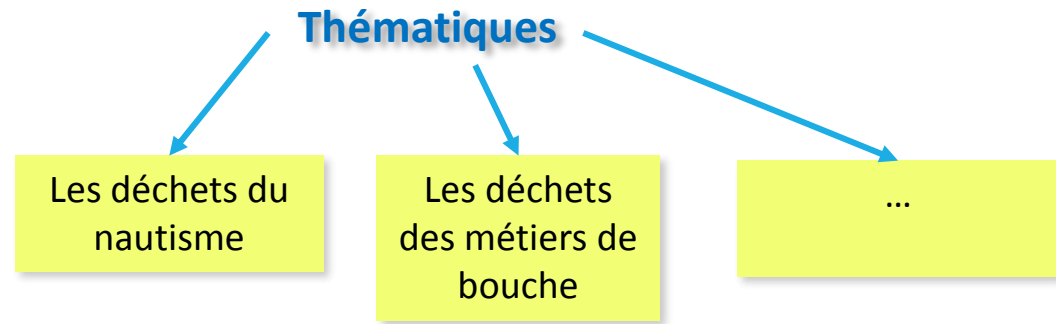 Thématiques
Les déchets du
nautisme
Les déchets
des métiers de
bouche
...